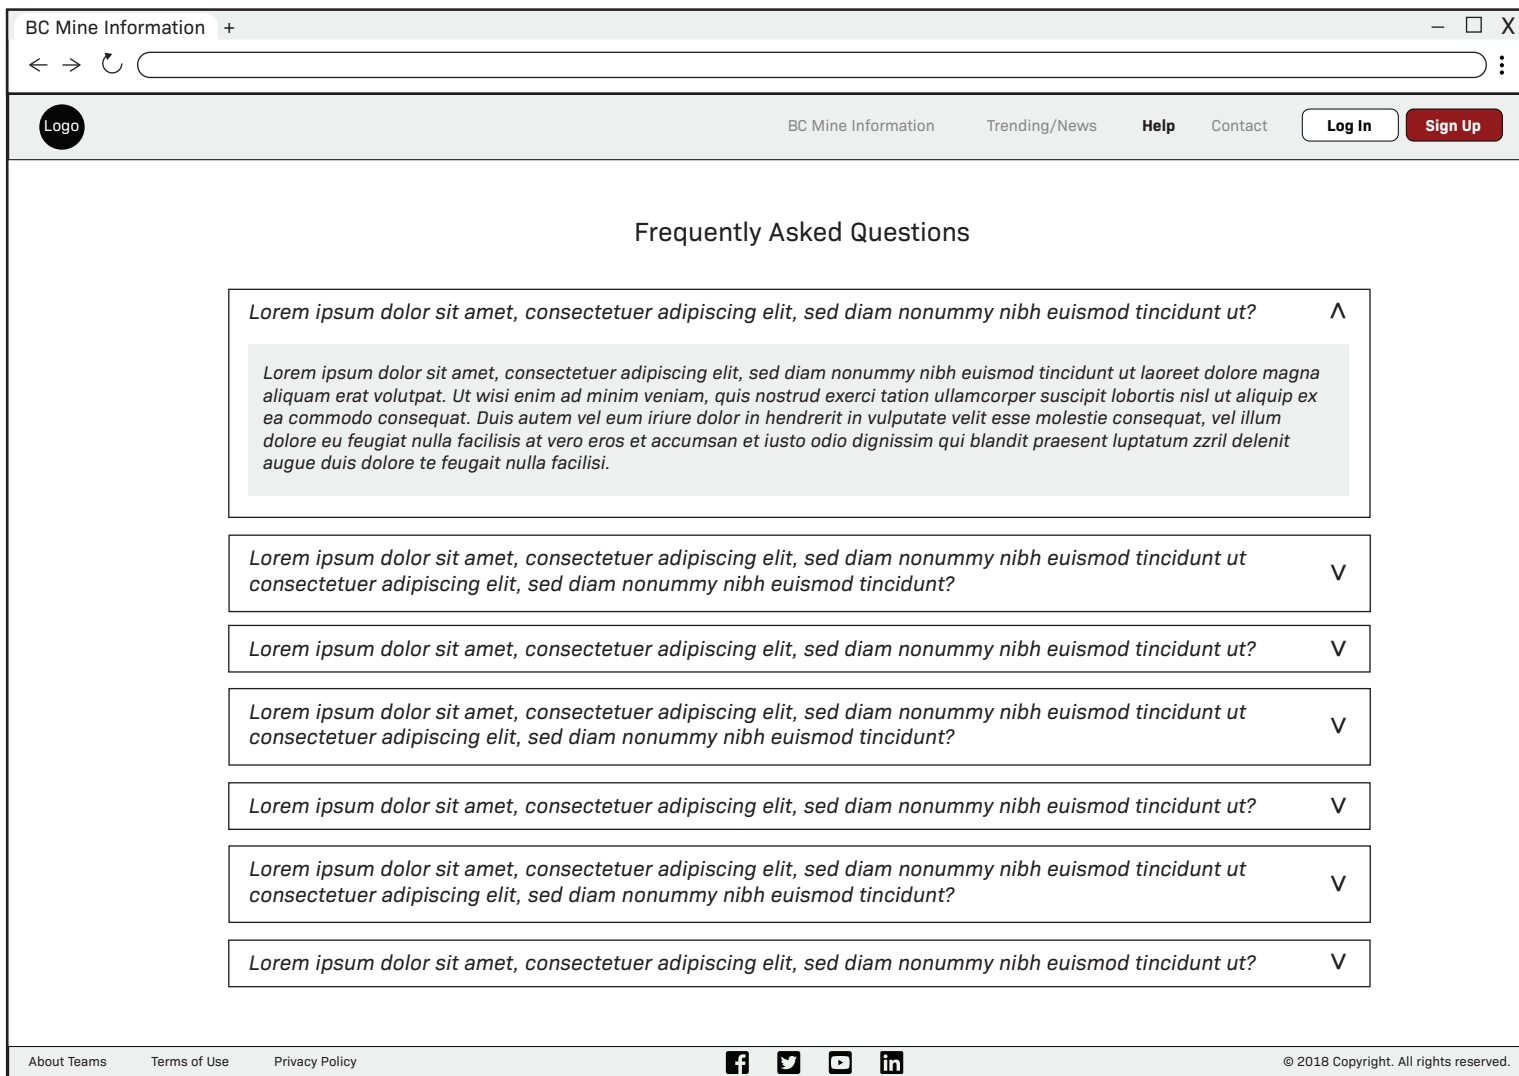 BC Mine Information +
Logo
BC Mine Information Trending/News Help Contact Log In Sign Up
Frequently Asked Questions
Lorem ipsum dolor sit amet, consectetuer adipiscing elit, sed diam nonummy nibh euismod tincidunt ut?
Lorem ipsum dolor sit amet, consectetuer adipiscing elit, sed diam nonummy nibh euismod tincidunt ut laoreet dolore magna
aliquam erat volutpat. Ut wisi enim ad minim veniam, quis nostrud exerci tation ullamcorper suscipit lobortis nisl ut aliquip ex
ea commodo consequat. Duis autem vel eum iriure dolor in hendrerit in vulputate velit esse molestie consequat, vel illum
dolore eu feugiat nulla facilisis at vero eros et accumsan et iusto odio dignissim qui blandit praesent luptatum zzril delenit
augue duis dolore te feugait nulla facilisi.
Lorem ipsum dolor sit amet, consectetuer adipiscing elit, sed diam nonummy nibh euismod tincidunt ut
consectetuer adipiscing elit, sed diam nonummy nibh euismod tincidunt?
Lorem ipsum dolor sit amet, consectetuer adipiscing elit, sed diam nonummy nibh euismod tincidunt ut?
Lorem ipsum dolor sit amet, consectetuer adipiscing elit, sed diam nonummy nibh euismod tincidunt ut
consectetuer adipiscing elit, sed diam nonummy nibh euismod tincidunt?
Lorem ipsum dolor sit amet, consectetuer adipiscing elit, sed diam nonummy nibh euismod tincidunt ut?
Lorem ipsum dolor sit amet, consectetuer adipiscing elit, sed diam nonummy nibh euismod tincidunt ut
consectetuer adipiscing elit, sed diam nonummy nibh euismod tincidunt?
Lorem ipsum dolor sit amet, consectetuer adipiscing elit, sed diam nonummy nibh euismod tincidunt ut?
About Teams Terms of Use Privacy Policy © 2018 Copyright. All rights reserved.